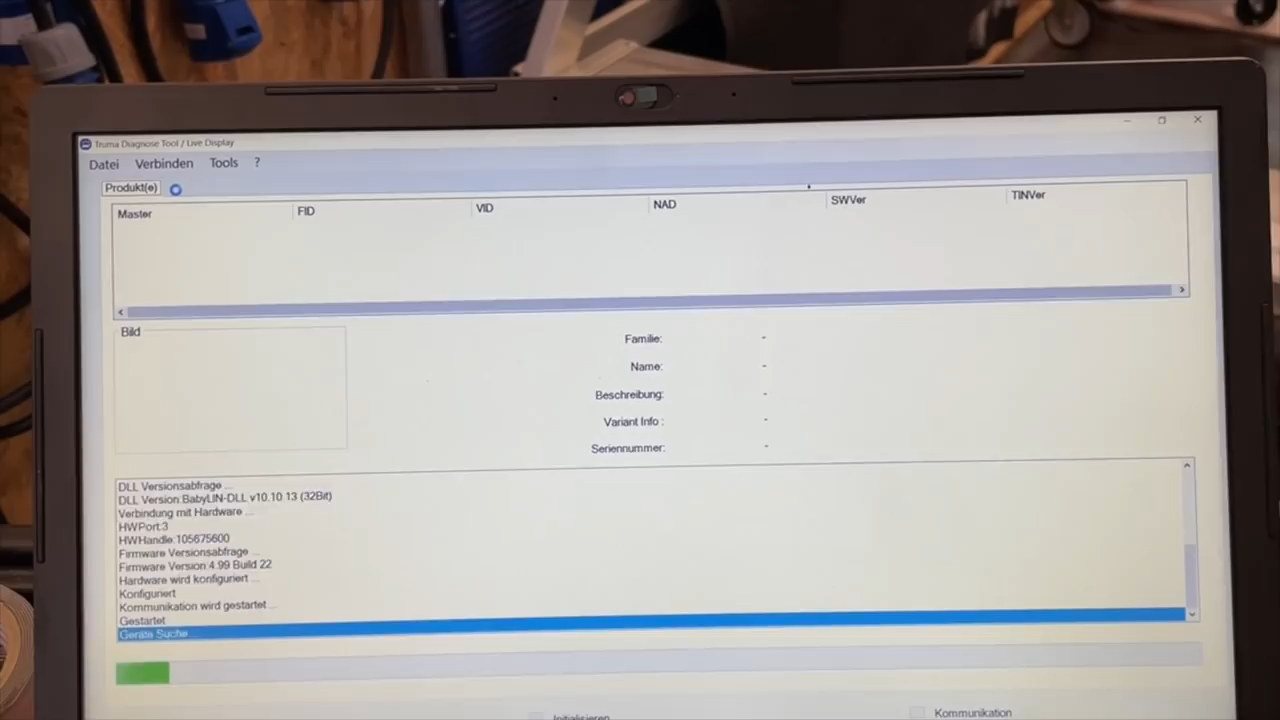 Truma Diagnose Tool / Live Display
Datei Verbinden Tools ?
Produkt(e)
Master FID VID NAD SWVer TINVer
Bild
Familie: -
Name: -
Beschreibung: -
Variant Info : -
Seriennummer: -
DLL Versionsabfrage ...
DLL Version:BabyLIN-DLL v10.10.13 (32Bit)
Verbindung mit Hardware ...
HWPort:3
HWHandle:105675600
Firmware Versionsabfrage ...
Firmware Version:4.99 Build 22
Hardware wird konfiguriert ...
Konfiguriert
Kommunikation wird gestartet ...
Gestartet
Geräte Suche ...
Initialisieren Kommunikation